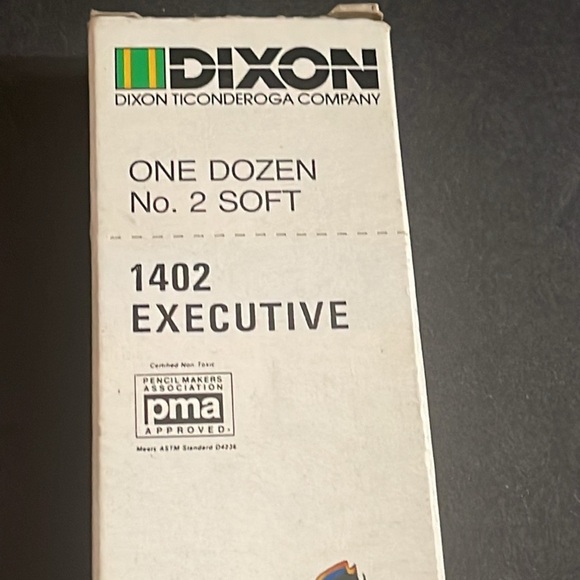 DIXON
DIXON TICONDEROGA COMPANY
ONE DOZEN
No. 2 SOFT
1402
EXECUTIVE
Certified Non Toxic
PENCIL MAKERS
ASSOCIATION
pma
APPROVED
Meets ASTM Standard D4236